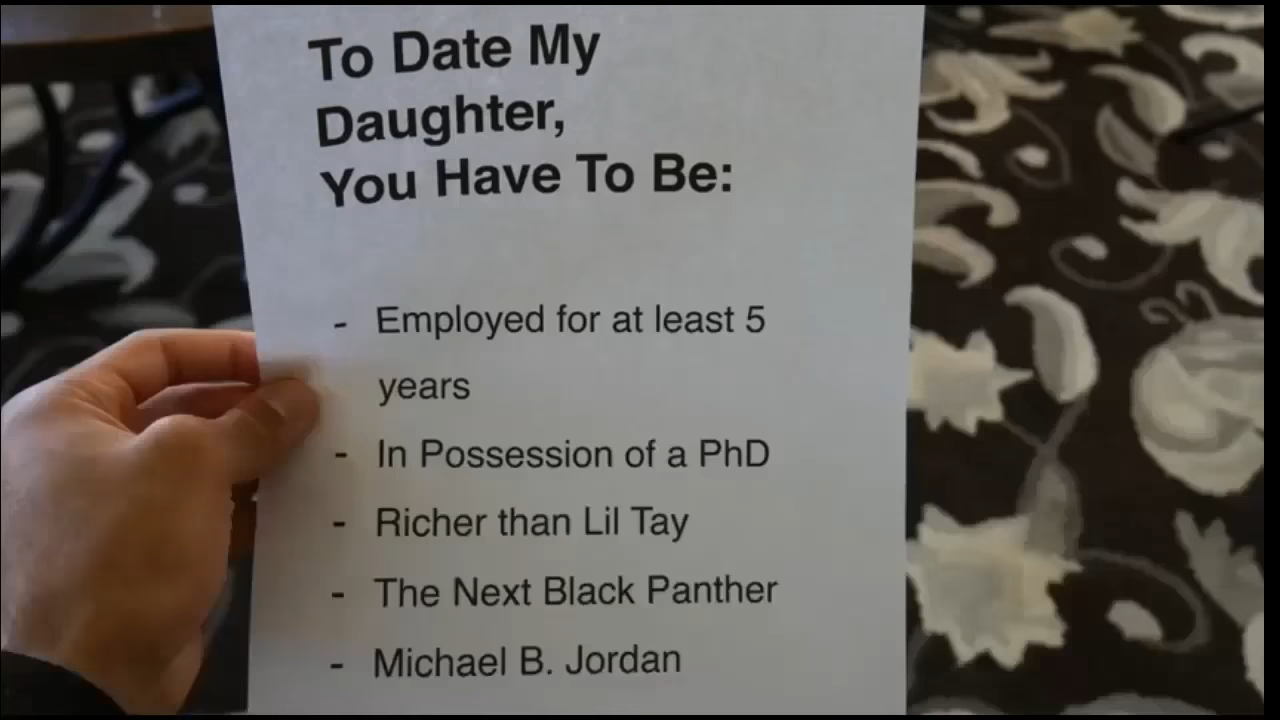 To Date My
Daughter,
You Have To Be:
- Employed for at least 5
years
- In Possession of a PhD
- Richer than Lil Tay
- The Next Black Panther
- Michael B. Jordan